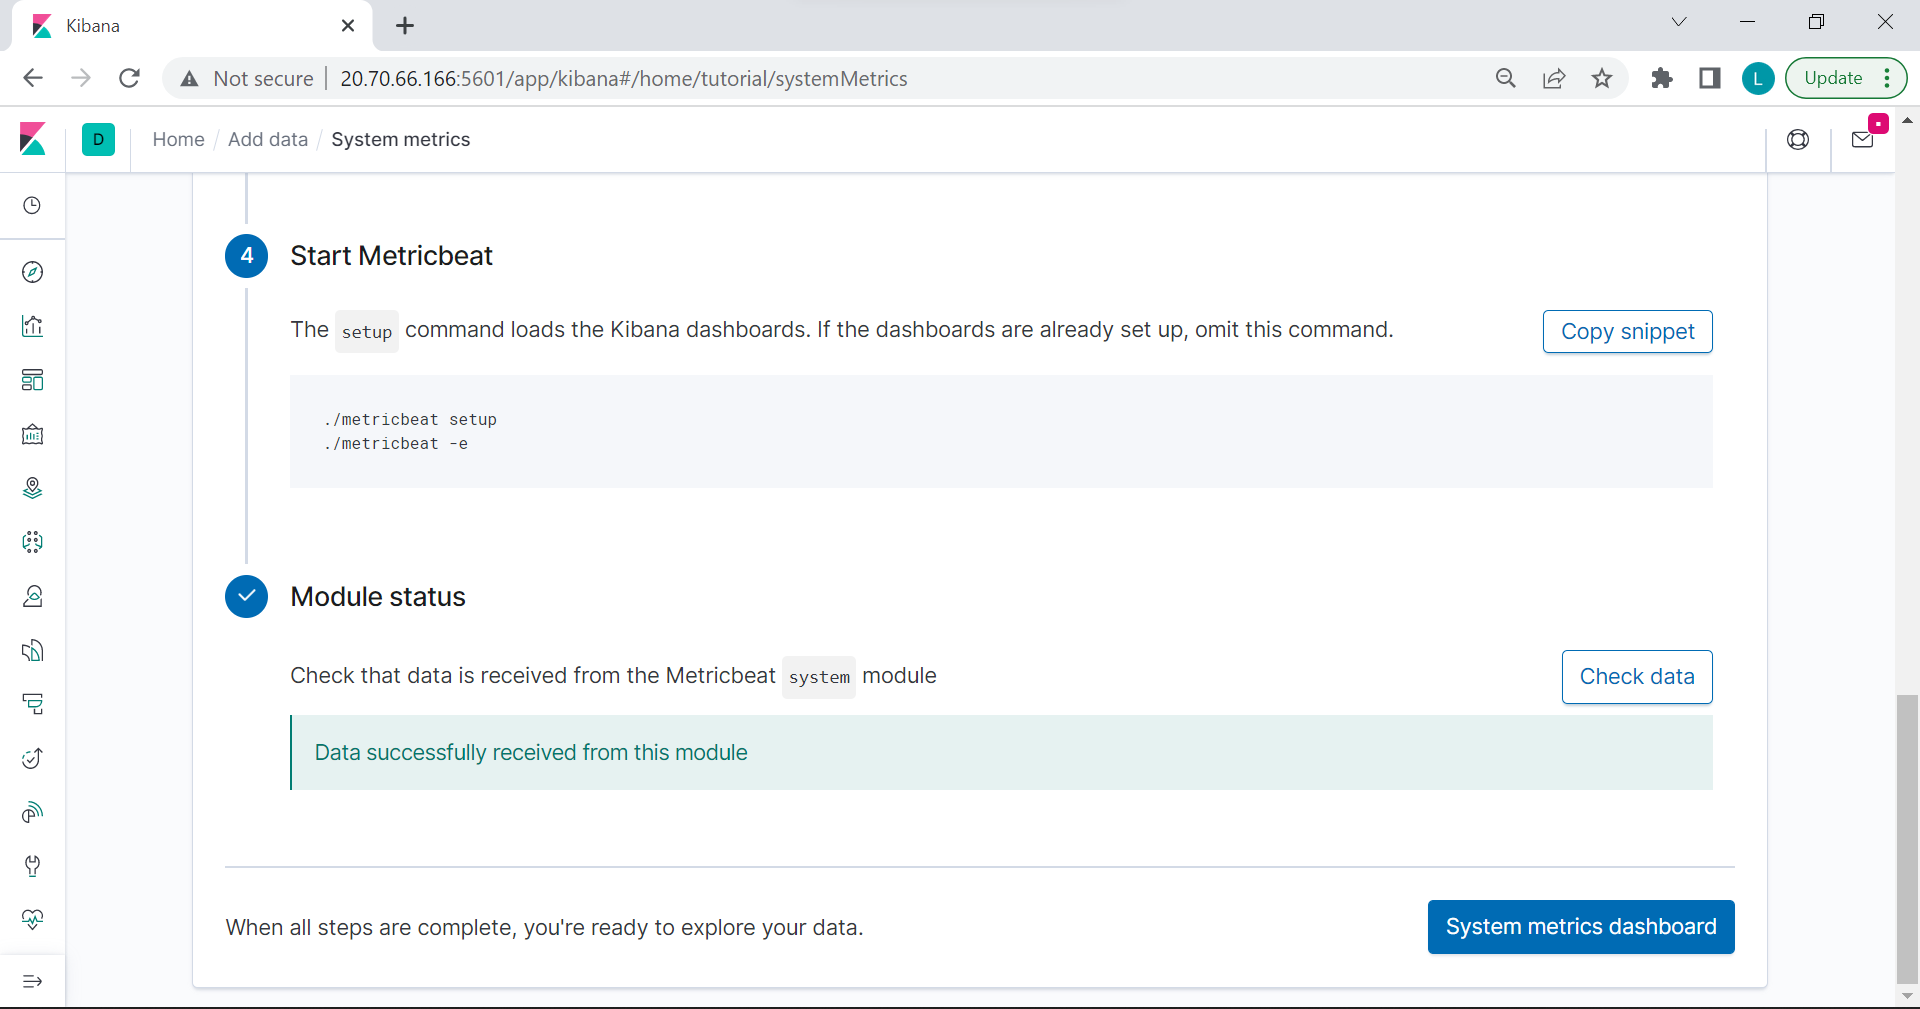 Kibana
Not secure 20.70.66.166:5601/app/kibana#/home/tutorial/systemMetrics L Update
D Home / Add data / System metrics
4 Start Metricbeat
The setup command loads the Kibana dashboards. If the dashboards are already set up, omit this command. Copy snippet
./metricbeat setup
./metricbeat -e
Module status
Check that data is received from the Metricbeat system module Check data
Data successfully received from this module
When all steps are complete, you're ready to explore your data. System metrics dashboard